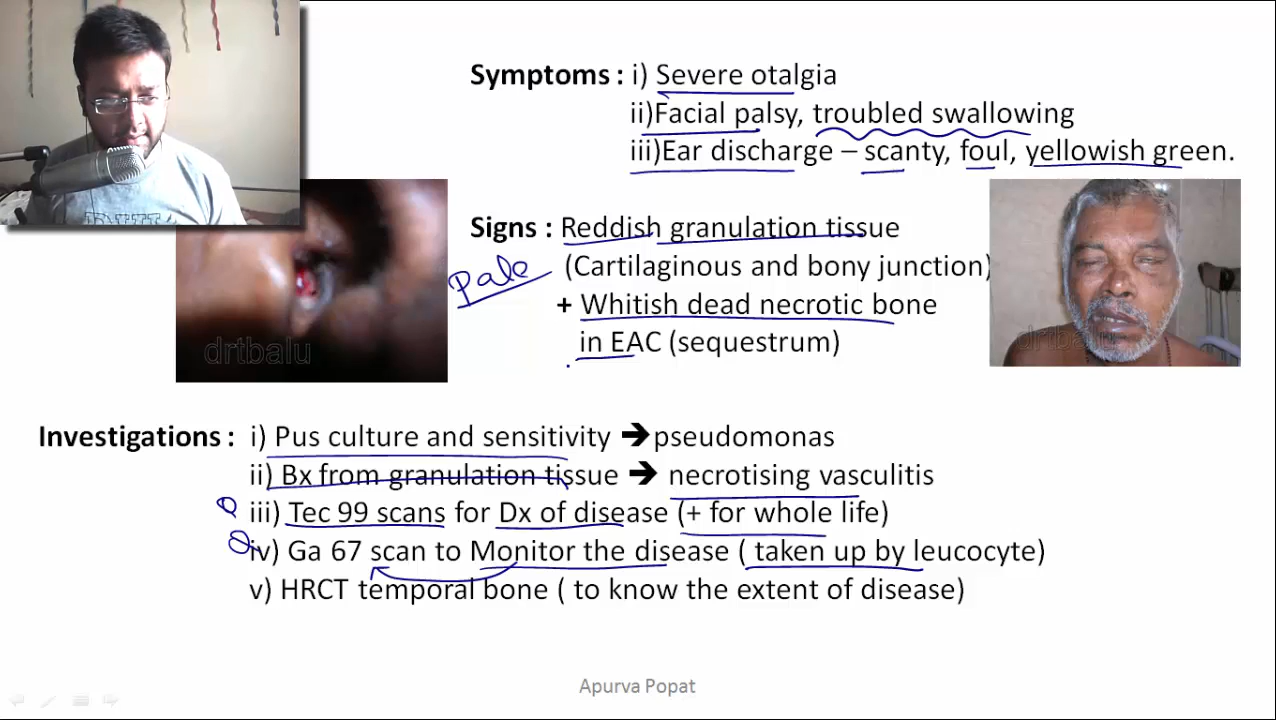 Symptoms : i) Severe otalgia
ii)Facial palsy, troubled swallowing
iii)Ear discharge – scanty, foul, yellowish green.
Signs : Reddish granulation tissue
pale (Cartilaginous and bony junction)
+ Whitish dead necrotic bone
in EAC (sequestrum)
drtbalu
drtbalu
Investigations : i) Pus culture and sensitivity ➔pseudomonas
ii) Bx from granulation tissue ➔ necrotising vasculitis
iii) Tec 99 scans for Dx of disease (+ for whole life)
iv) Ga 67 scan to Monitor the disease ( taken up by leucocyte)
v) HRCT temporal bone ( to know the extent of disease)
Apurva Popat